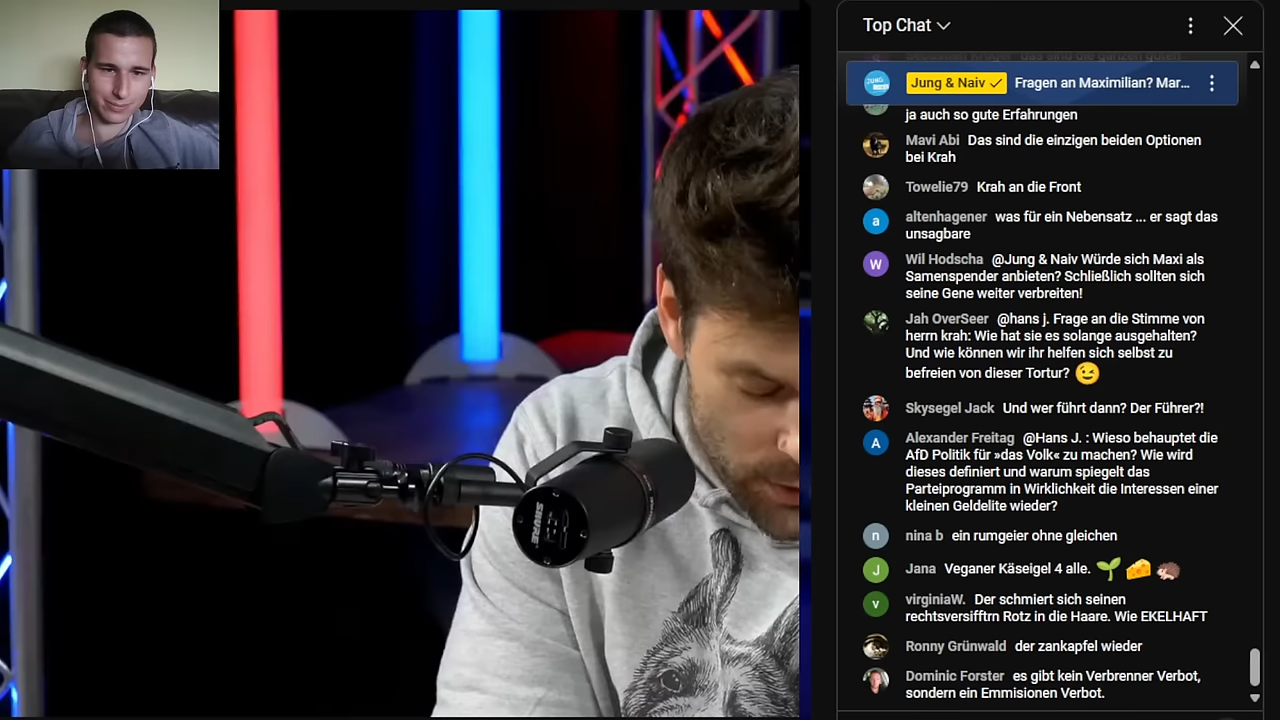 Top Chat
Jung & Naiv Fragen an Maximilian? Mar...
ja auch so gute Erfahrungen
Mavi Abi Das sind die einzigen beiden Optionen
bei Krah
Towelie79 Krah an die Front
altenhagener was für ein Nebensatz ... er sagt das
unsagbare
W
Wil Hodscha @Jung & Naiv Würde sich Maxi als
Samenspender anbieten? Schließlich sollten sich
seine Gene weiter verbreiten!
Jah OverSeer @hans j. Frage an die Stimme von
herrn krah: Wie hat sie es solange ausgehalten?
Und wie können wir ihr helfen sich selbst zu
befreien von dieser Tortur? 😉
Skysegel Jack Und wer führt dann? Der Führer?!
A
Alexander Freitag @Hans J. : Wieso behauptet die
AfD Politik für »das Volk« zu machen? Wie wird
dieses definiert und warum spiegelt das
Parteiprogramm in Wirklichkeit die Interessen einer
kleinen Geldelite wieder?
n
nina b ein rumgeier ohne gleichen
J
Jana Veganer Käseigel 4 alle. 🌱 🧀 🦔
v
virginiaW. Der schmiert sich seinen
rechtsversifftrn Rotz in die Haare. Wie EKELHAFT
Ronny Grünwald der zankapfel wieder
Dominic Forster es gibt kein Verbrenner Verbot,
sondern ein Emmisionen Verbot.
SHURE